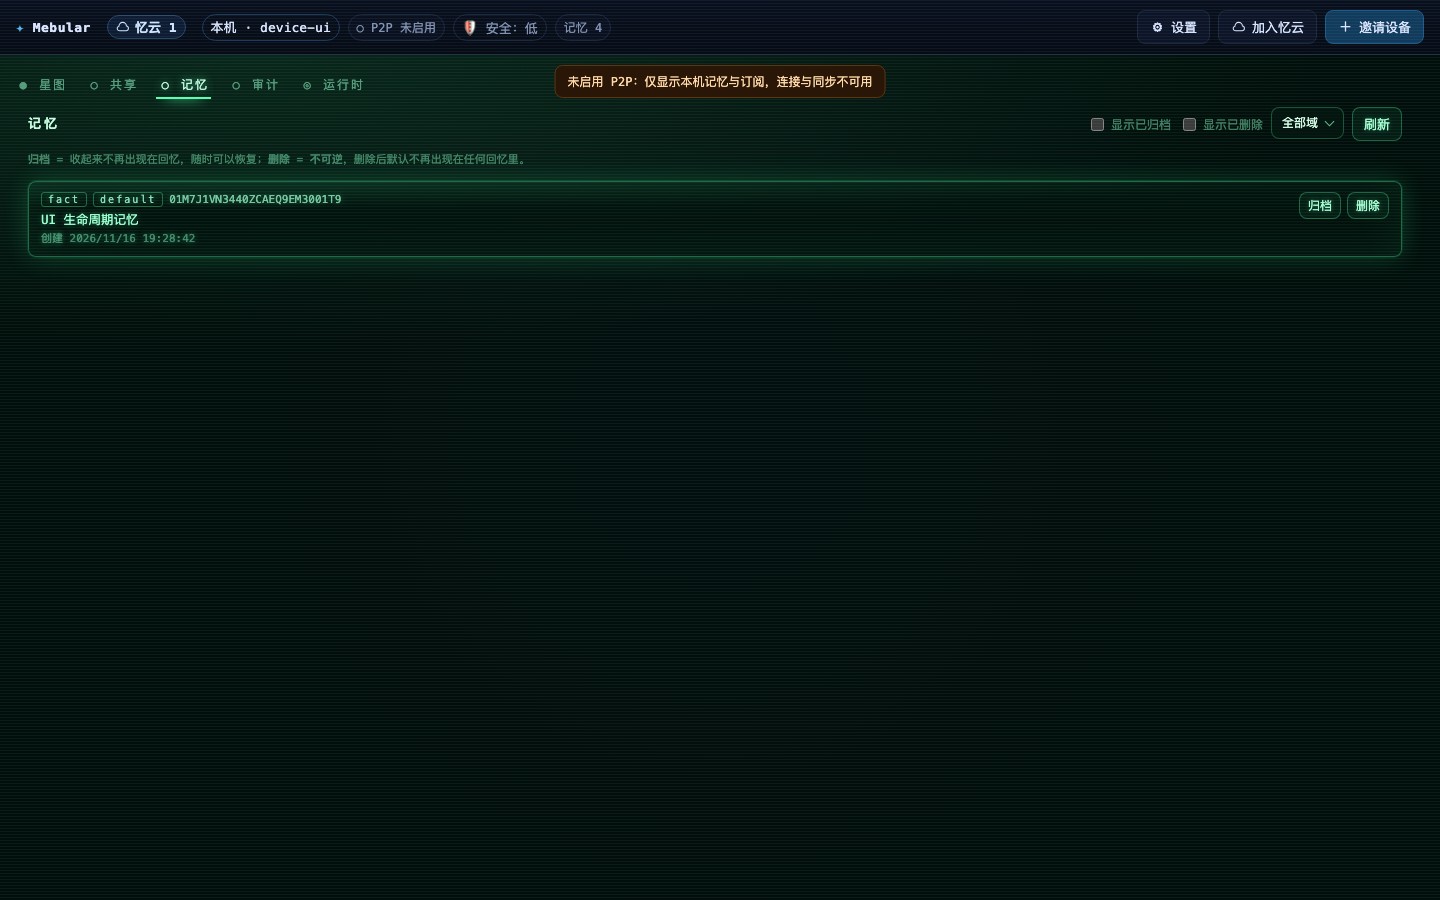 Mebular
忆云 1
本机 · device-ui
P2P 未启用
安全: 低
记忆 4
设置
加入忆云
邀请设备
星图
共享
记忆
审计
运行时
未启用 P2P: 仅显示本机记忆与订阅, 连接与同步不可用
记忆
显示已归档
显示已删除
全部域
刷新
归档 = 收起来不再出现在回忆, 随时可以恢复; 删除 = 不可逆, 删除后默认不再出现在任何回忆里。
fact default 01M7J1VN3440ZCAEQ9EM3001T9
归档
删除
UI 生命周期记忆
创建 2026/11/16 19:28:42